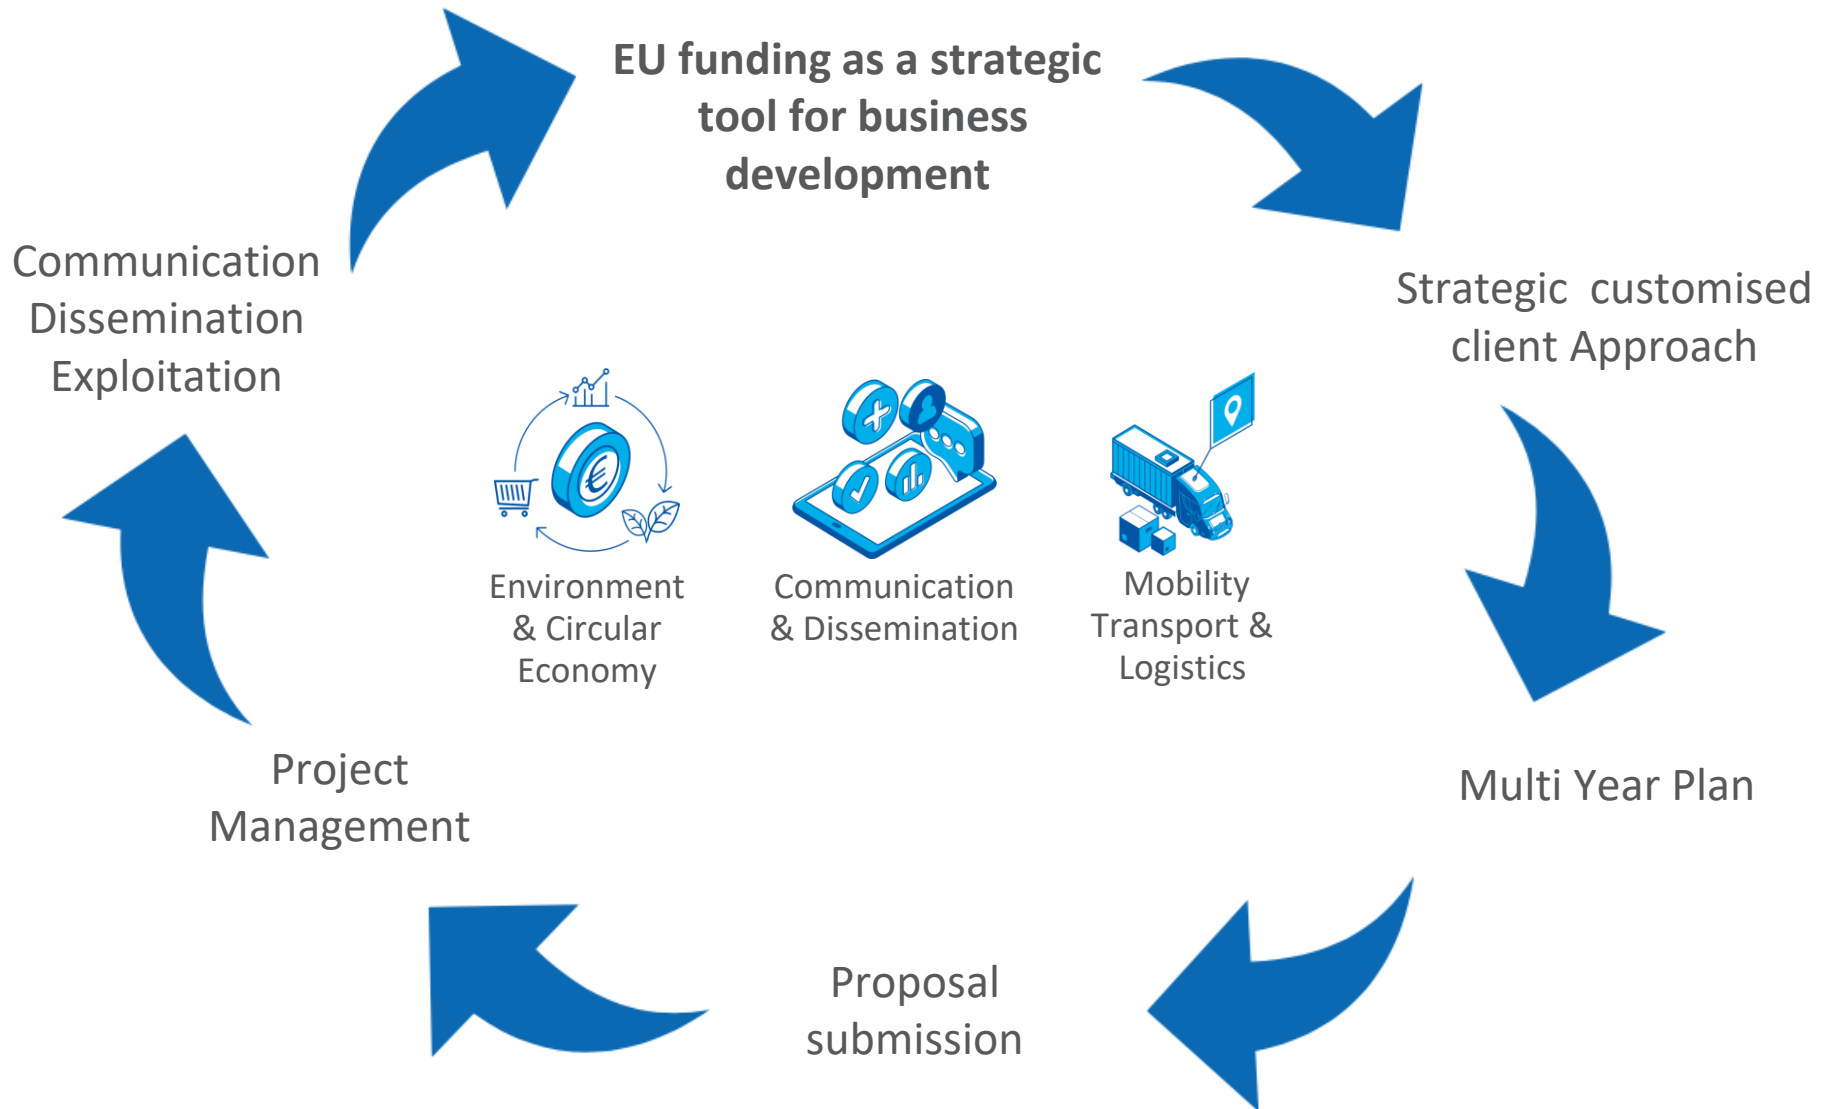 EU funding as a strategic
tool for business
development
Strategic  customised
client Approach
Multi Year Plan
Proposal
submission
Project
Management
Communication
Dissemination
Exploitation
Environment
& Circular
Economy
Communication
& Dissemination
Mobility
Transport &
Logistics
€